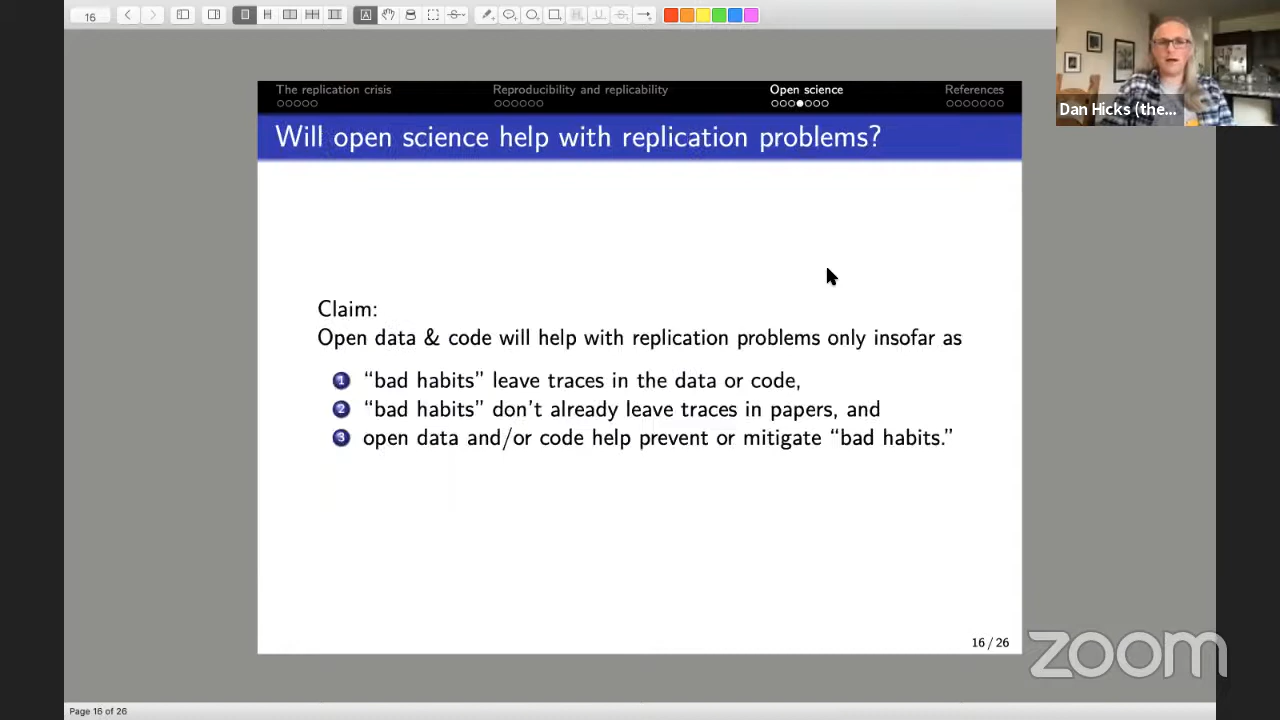 16
The replication crisis
Reproducibility and replicability
Open science
References
Will open science help with replication problems?
Dan Hicks (the...
Claim:
Open data & code will help with replication problems only insofar as
1 “bad habits” leave traces in the data or code,
2 “bad habits” don’t already leave traces in papers, and
3 open data and/or code help prevent or mitigate “bad habits.”
16 / 26
zoom
Page 16 of 26